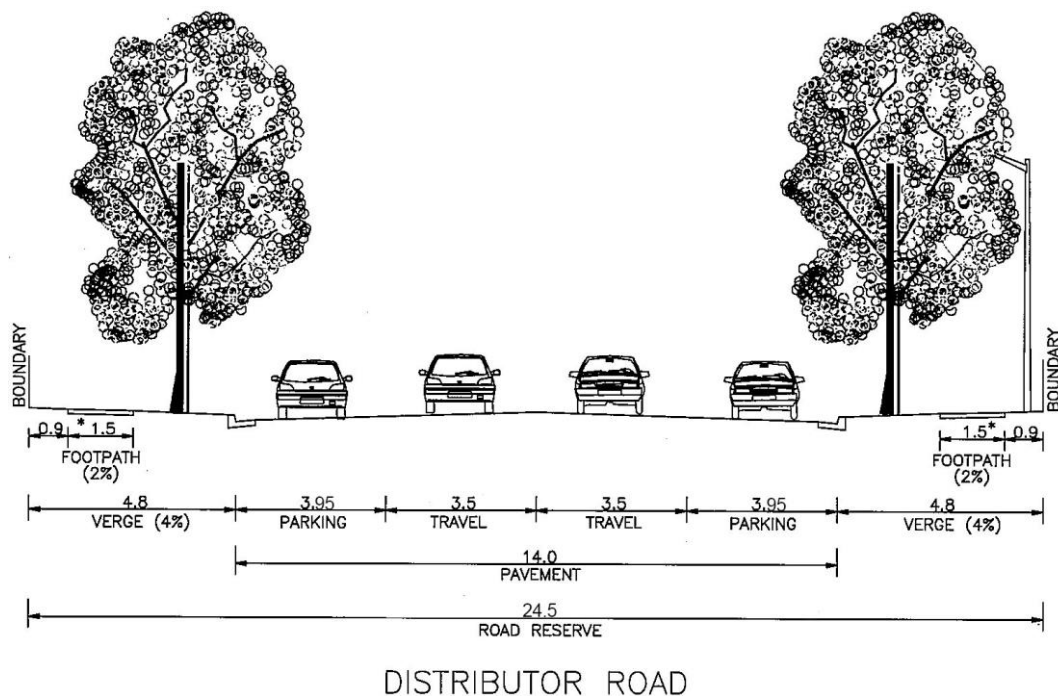 BOUNDARY
BOUNDARY
0.9 * 1.5
1.5* 0.9
FOOTPATH
(2%)
FOOTPATH
(2%)
4.8 3.95 3.5 3.5 3.95 4.8
VERGE (4%) PARKING TRAVEL TRAVEL PARKING VERGE (4%)
14.0
PAVEMENT
24.5
ROAD RESERVE
DISTRIBUTOR ROAD